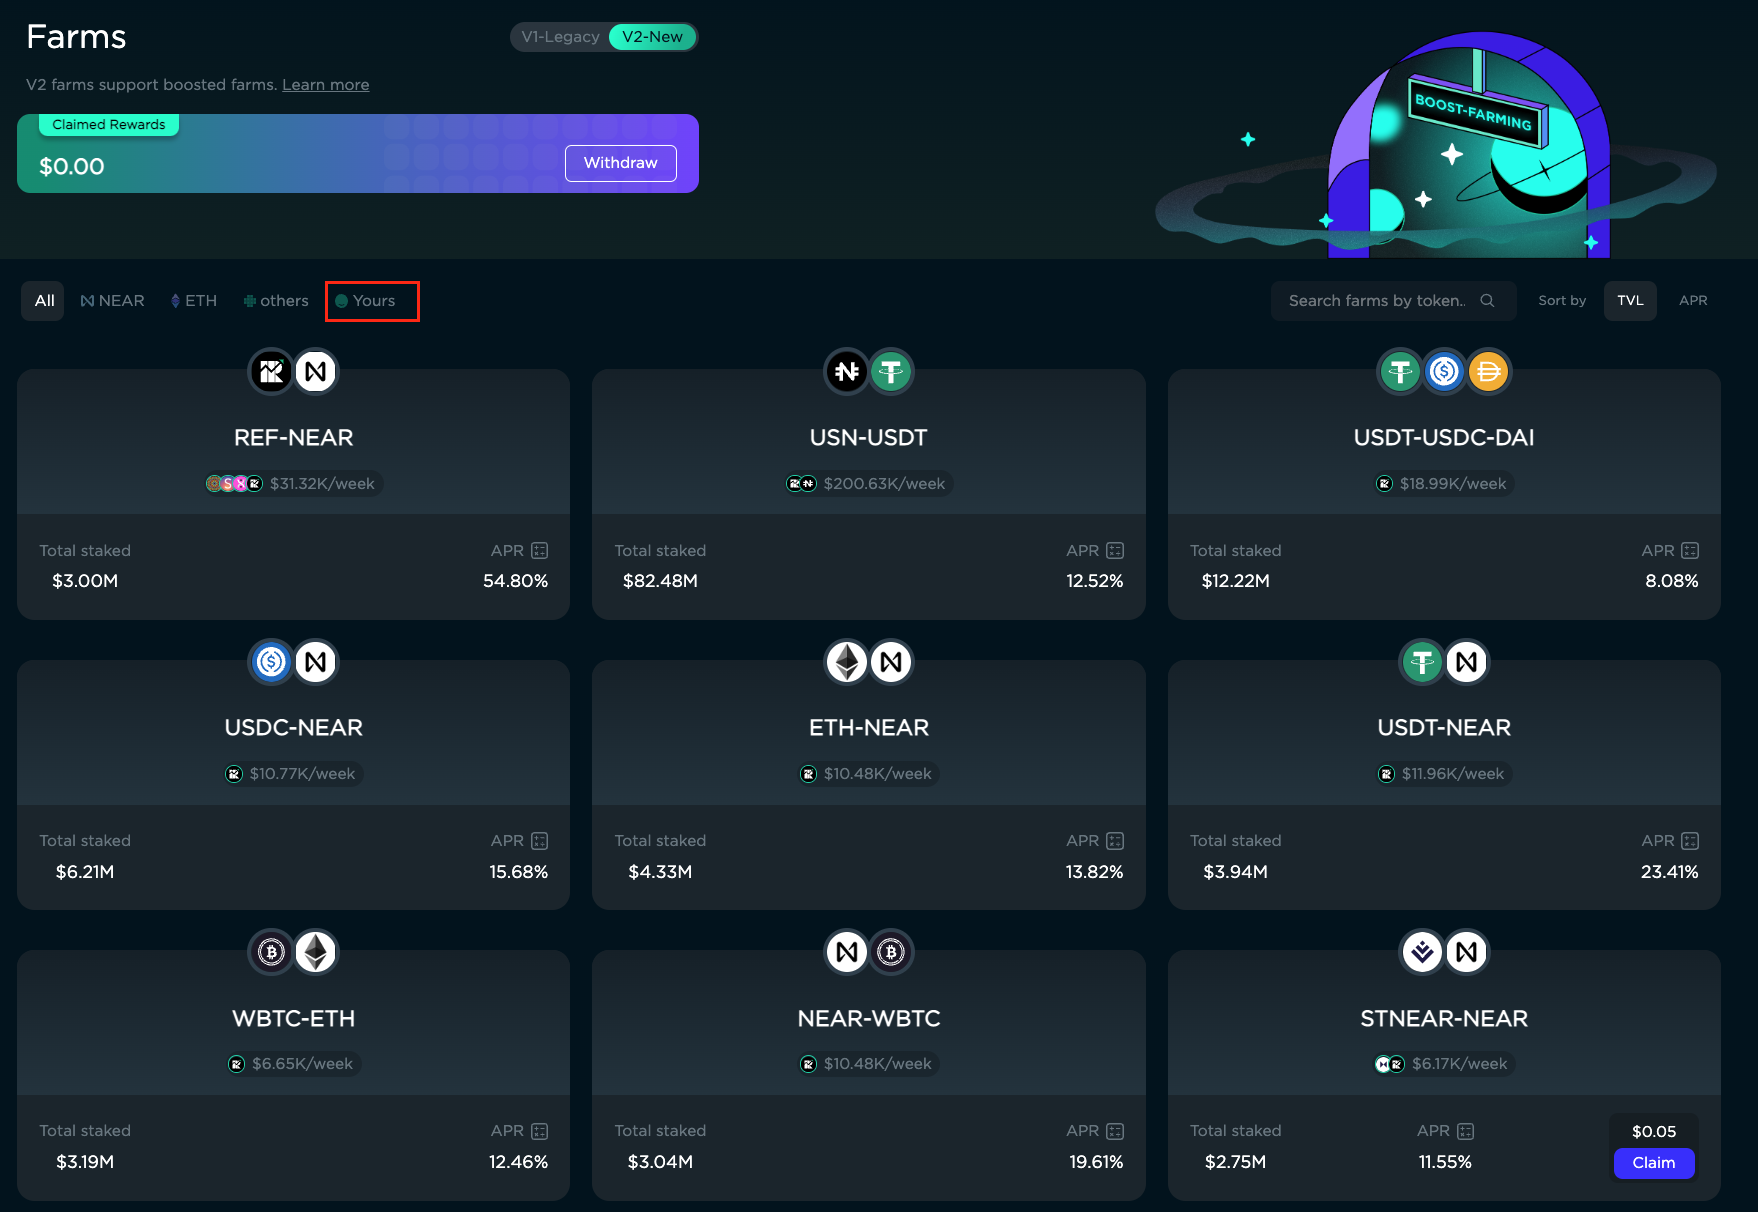 Farms
V1-Legacy V2-New
V2 farms support boosted farms. Learn more
Claimed Rewards
$0.00
Withdraw
BOOST-FARMING
All NEAR ETH others Yours
Search farms by token.. Sort by TVL APR
REF-NEAR
$31.32K/week
Total staked APR
$3.00M 54.80%
USN-USDT
$200.63K/week
Total staked APR
$82.48M 12.52%
USDT-USDC-DAI
$18.99K/week
Total staked APR
$12.22M 8.08%
USDC-NEAR
$10.77K/week
Total staked APR
$6.21M 15.68%
ETH-NEAR
$10.48K/week
Total staked APR
$4.33M 13.82%
USDT-NEAR
$11.96K/week
Total staked APR
$3.94M 23.41%
WBTC-ETH
$6.65K/week
Total staked APR
$3.19M 12.46%
NEAR-WBTC
$10.48K/week
Total staked APR
$3.04M 19.61%
STNEAR-NEAR
$6.17K/week
Total staked APR
$2.75M 11.55%
$0.05
Claim